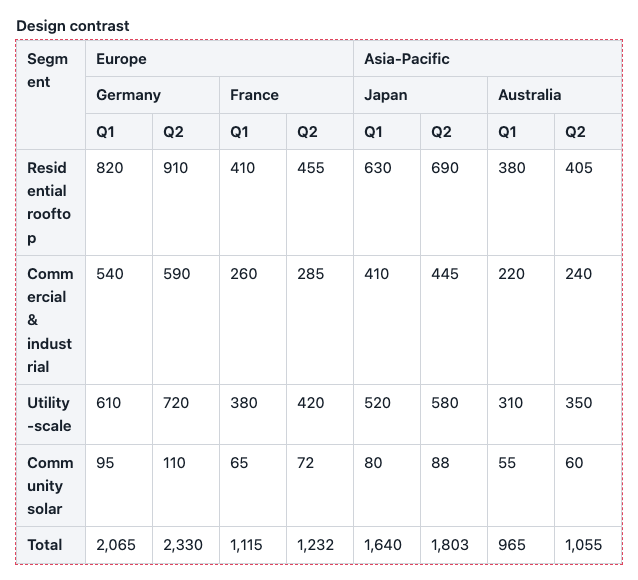 Design contrast
Segm
ent
Europe
Asia-Pacific
Germany
France
Japan
Australia
Q1 Q2 Q1 Q2 Q1 Q2 Q1 Q2
Resid
ential
roofto
p
820 910 410 455 630 690 380 405
Comm
ercial
&
indust
rial
540 590 260 285 410 445 220 240
Utility
-scale
610 720 380 420 520 580 310 350
Comm
unity
solar
95 110 65 72 80 88 55 60
Total 2,065 2,330 1,115 1,232 1,640 1,803 965 1,055